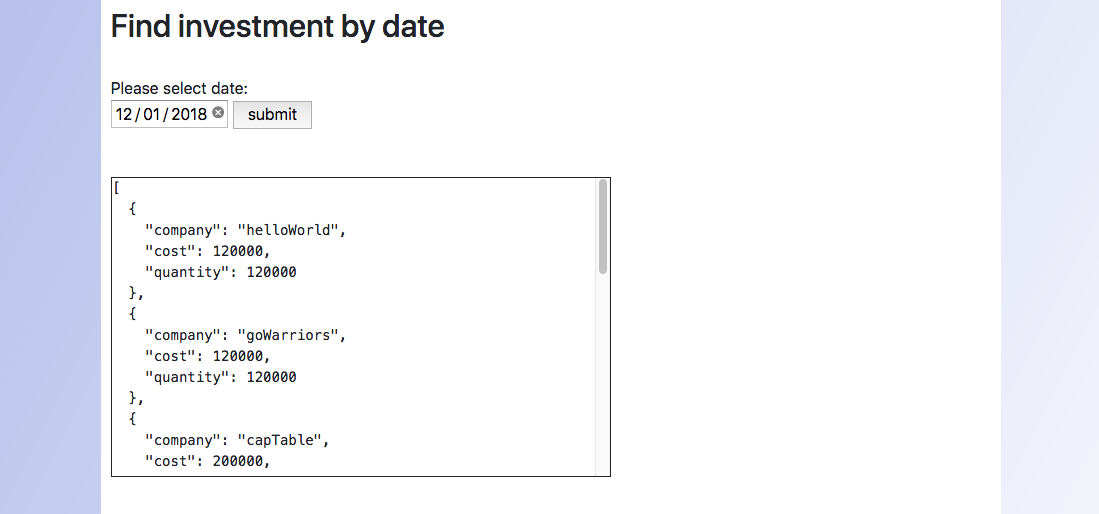 Find investment by date
Please select date:
12/01/2018 submit
[
  {
    "company": "helloWorld",
    "cost": 120000,
    "quantity": 120000
  },
  {
    "company": "goWarriors",
    "cost": 120000,
    "quantity": 120000
  },
  {
    "company": "capTable",
    "cost": 200000,